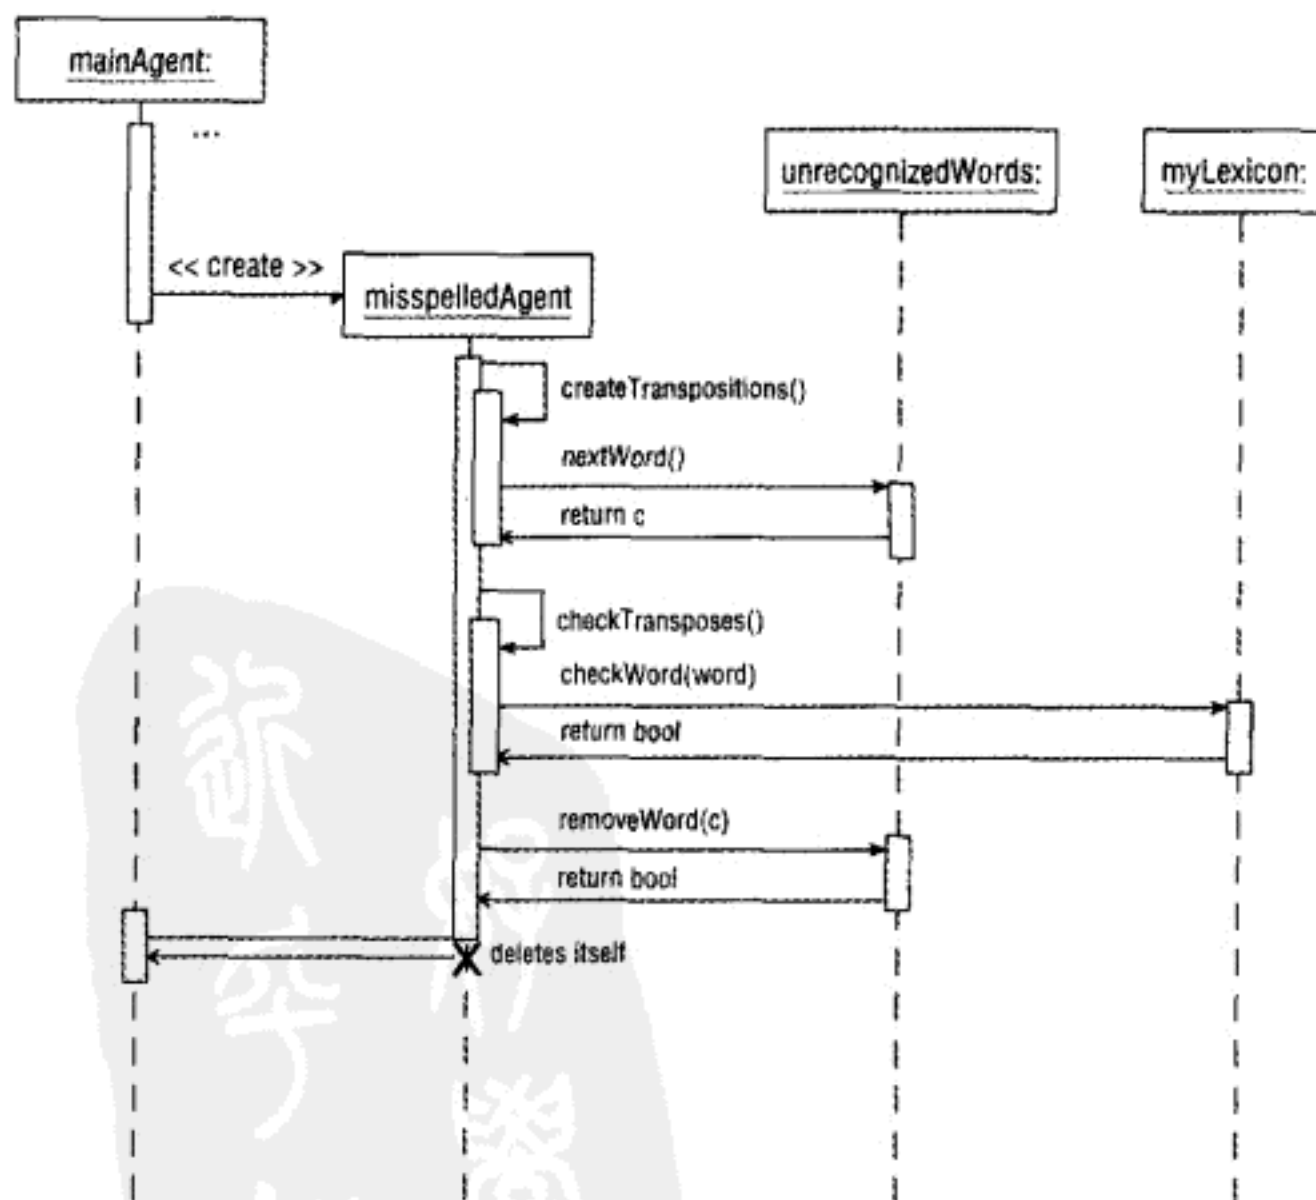 mainAgent:
...
unrecognizedWords:
myLexicon:
<< create >>
misspelledAgent
createTranspositions()
nextWord()
return c
checkTransposes()
checkWord(word)
return bool
removeWord(c)
return bool
deletes itself